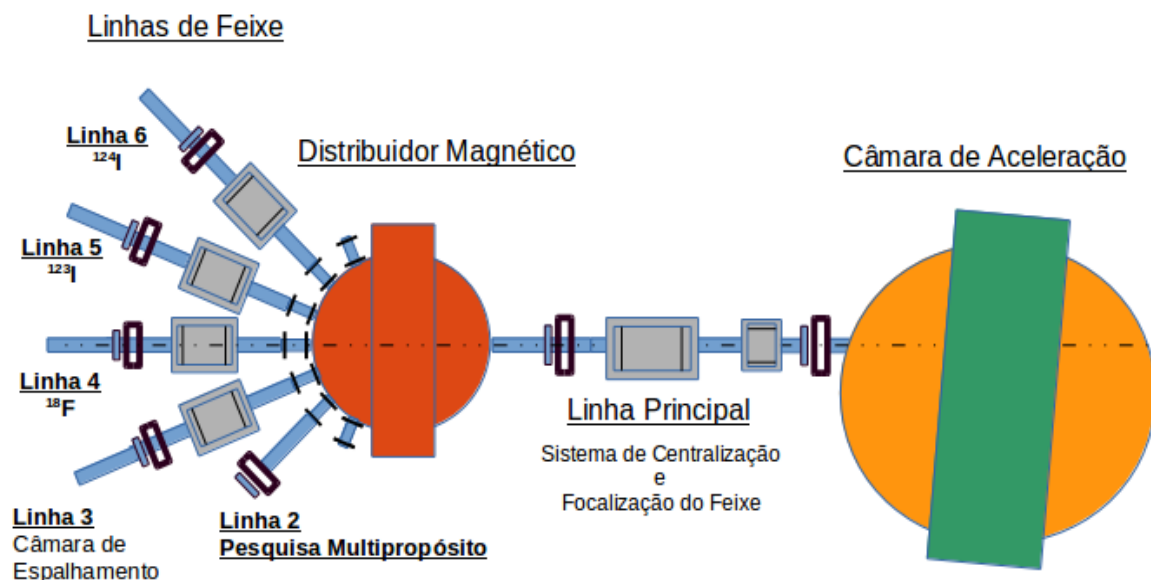 Linhas de Feixe
Linha 6
¹²⁴I
Distribuidor Magnético
Câmara de Aceleração
Linha 5
¹²³I
Linha 4
¹⁸F
Linha Principal
Sistema de Centralização
e
Focalização do Feixe
Linha 3
Câmara de
Espalhamento
Linha 2
Pesquisa Multipropósito